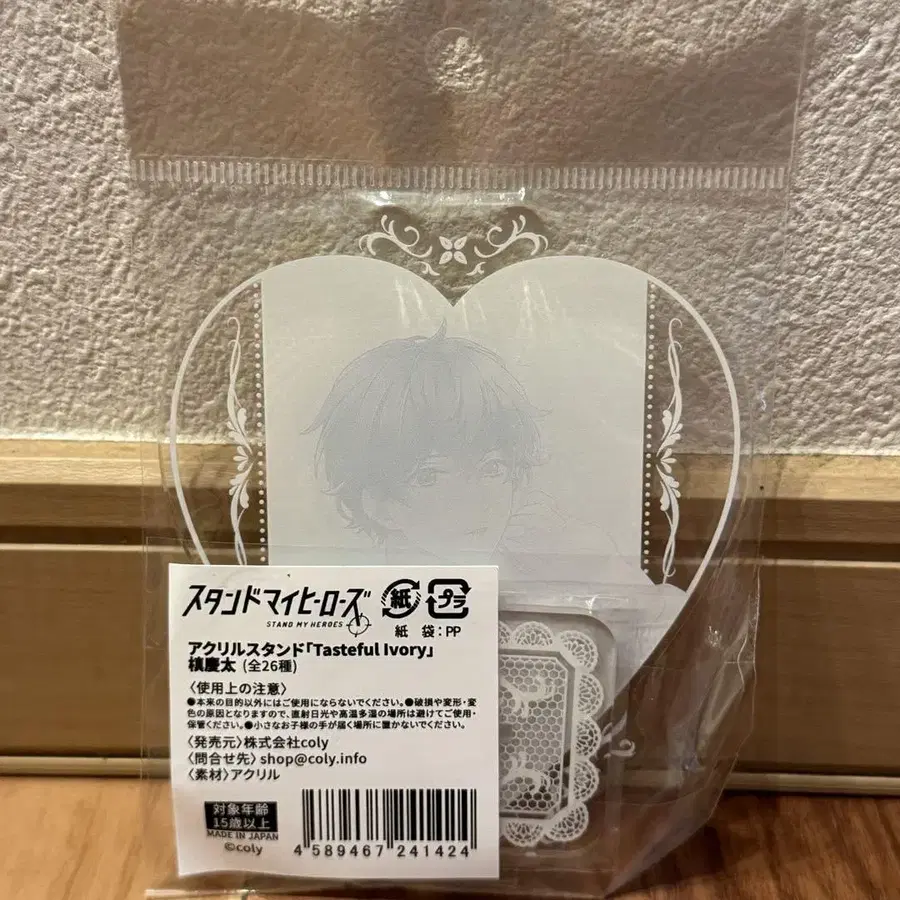 スタンドマイヒーローズ
STAND MY HEROES
紙 プラ
紙 袋:PP
アクリルスタンド「Tasteful Ivory」
槙慶太 (全26種)
〈使用上の注意〉
●本来の目的以外にはご使用にならないでください。●破損や変形・変
色の原因となりますので、直射日光や高温多湿の場所は避けてご使用・
保管ください。●小さなお子様の手が届く場所に置かないでください。
〈発売元〉株式会社coly
〈問合せ先〉shop@coly.info
〈素材〉アクリル
対象年齢
15歳以上
MADE IN JAPAN
©coly
4 589467 241424